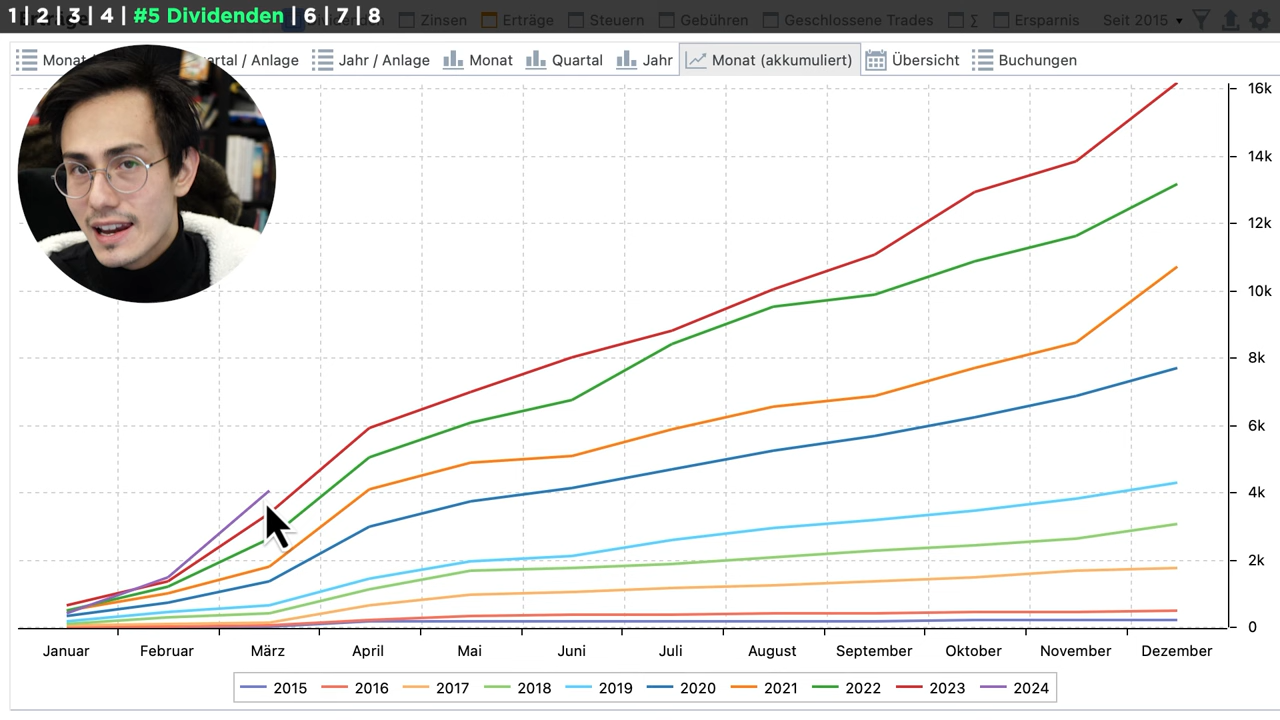 1 | 2 | 3 | 4 | #5 Dividenden | 6 | 7 | 8
Zinsen Erträge Steuern Gebühren Geschlossene Trades Σ Ersparnis Seit 2015
Monat / Anlage Jahr / Anlage Monat Quartal Jahr Monat (akkumuliert) Übersicht Buchungen
16k
14k
12k
10k
8k
6k
4k
2k
0
Januar Februar März April Mai Juni Juli August September Oktober November Dezember
2015 2016 2017 2018 2019 2020 2021 2022 2023 2024